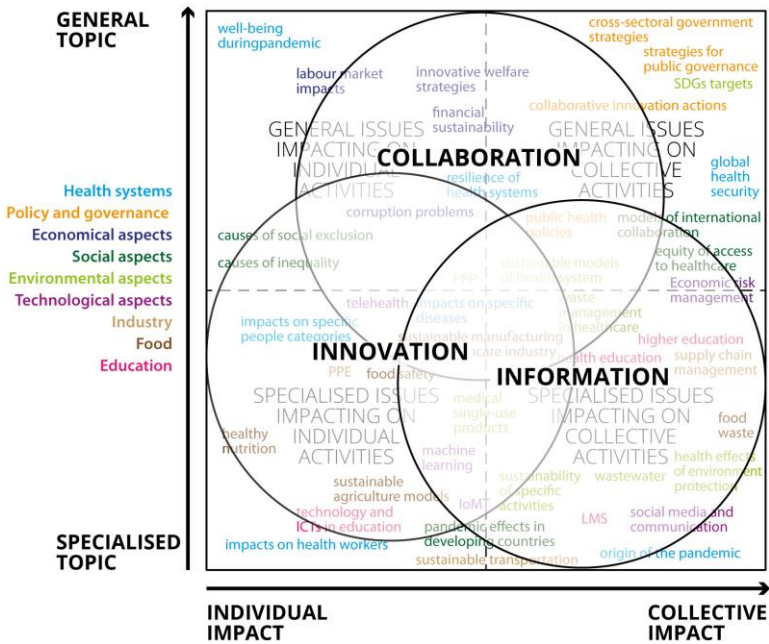 GENERAL
TOPIC
well-being
duringpandemic
cross-sectoral government
strategies
strategies for
public governance
labour market
impacts
innovative welfare
strategies
SDGs targets
financial
sustainability
collaborative innovation actions
GENERAL ISSUES
IMPACTING ON
INDIVIDUAL
ACTIVITIES
COLLABORATION
GENERAL ISSUES
IMPACTING ON
COLLECTIVE
ACTIVITIES
global
health
security
resilience of
health systems
Health systems
Policy and governance
Economical aspects
Social aspects
Environmental aspects
Technological aspects
Industry
Food
Education
corruption problems
public health
policies
models of international
collaboration
causes of social exclusion
causes of inequality
equity of access
to healthcare
sustainable models
of health system
PPP
Economic risk
management
telehealth
impacts on specific
diseases
waste
management
in healthcare
impacts on specific
people categories
sustainable manufacturing
care industry
INNOVATION
higher education
health education
supply chain
management
PPE
food safety
INFORMATION
SPECIALISED ISSUES
IMPACTING ON
INDIVIDUAL
ACTIVITIES
medical
single-use
products
SPECIALISED ISSUES
IMPACTING ON
COLLECTIVE
ACTIVITIES
food
waste
healthy
nutrition
machine
learning
health effects
of environment
protection
sustainable
agriculture models
sustainability
of specific
activities
wastewater
IoMT
technology and
ICTs in education
LMS
social media and
communication
pandemic effects in
developing countries
impacts on health workers
sustainable transportation
origin of the pandemic
SPECIALISED
TOPIC
INDIVIDUAL
IMPACT
COLLECTIVE
IMPACT